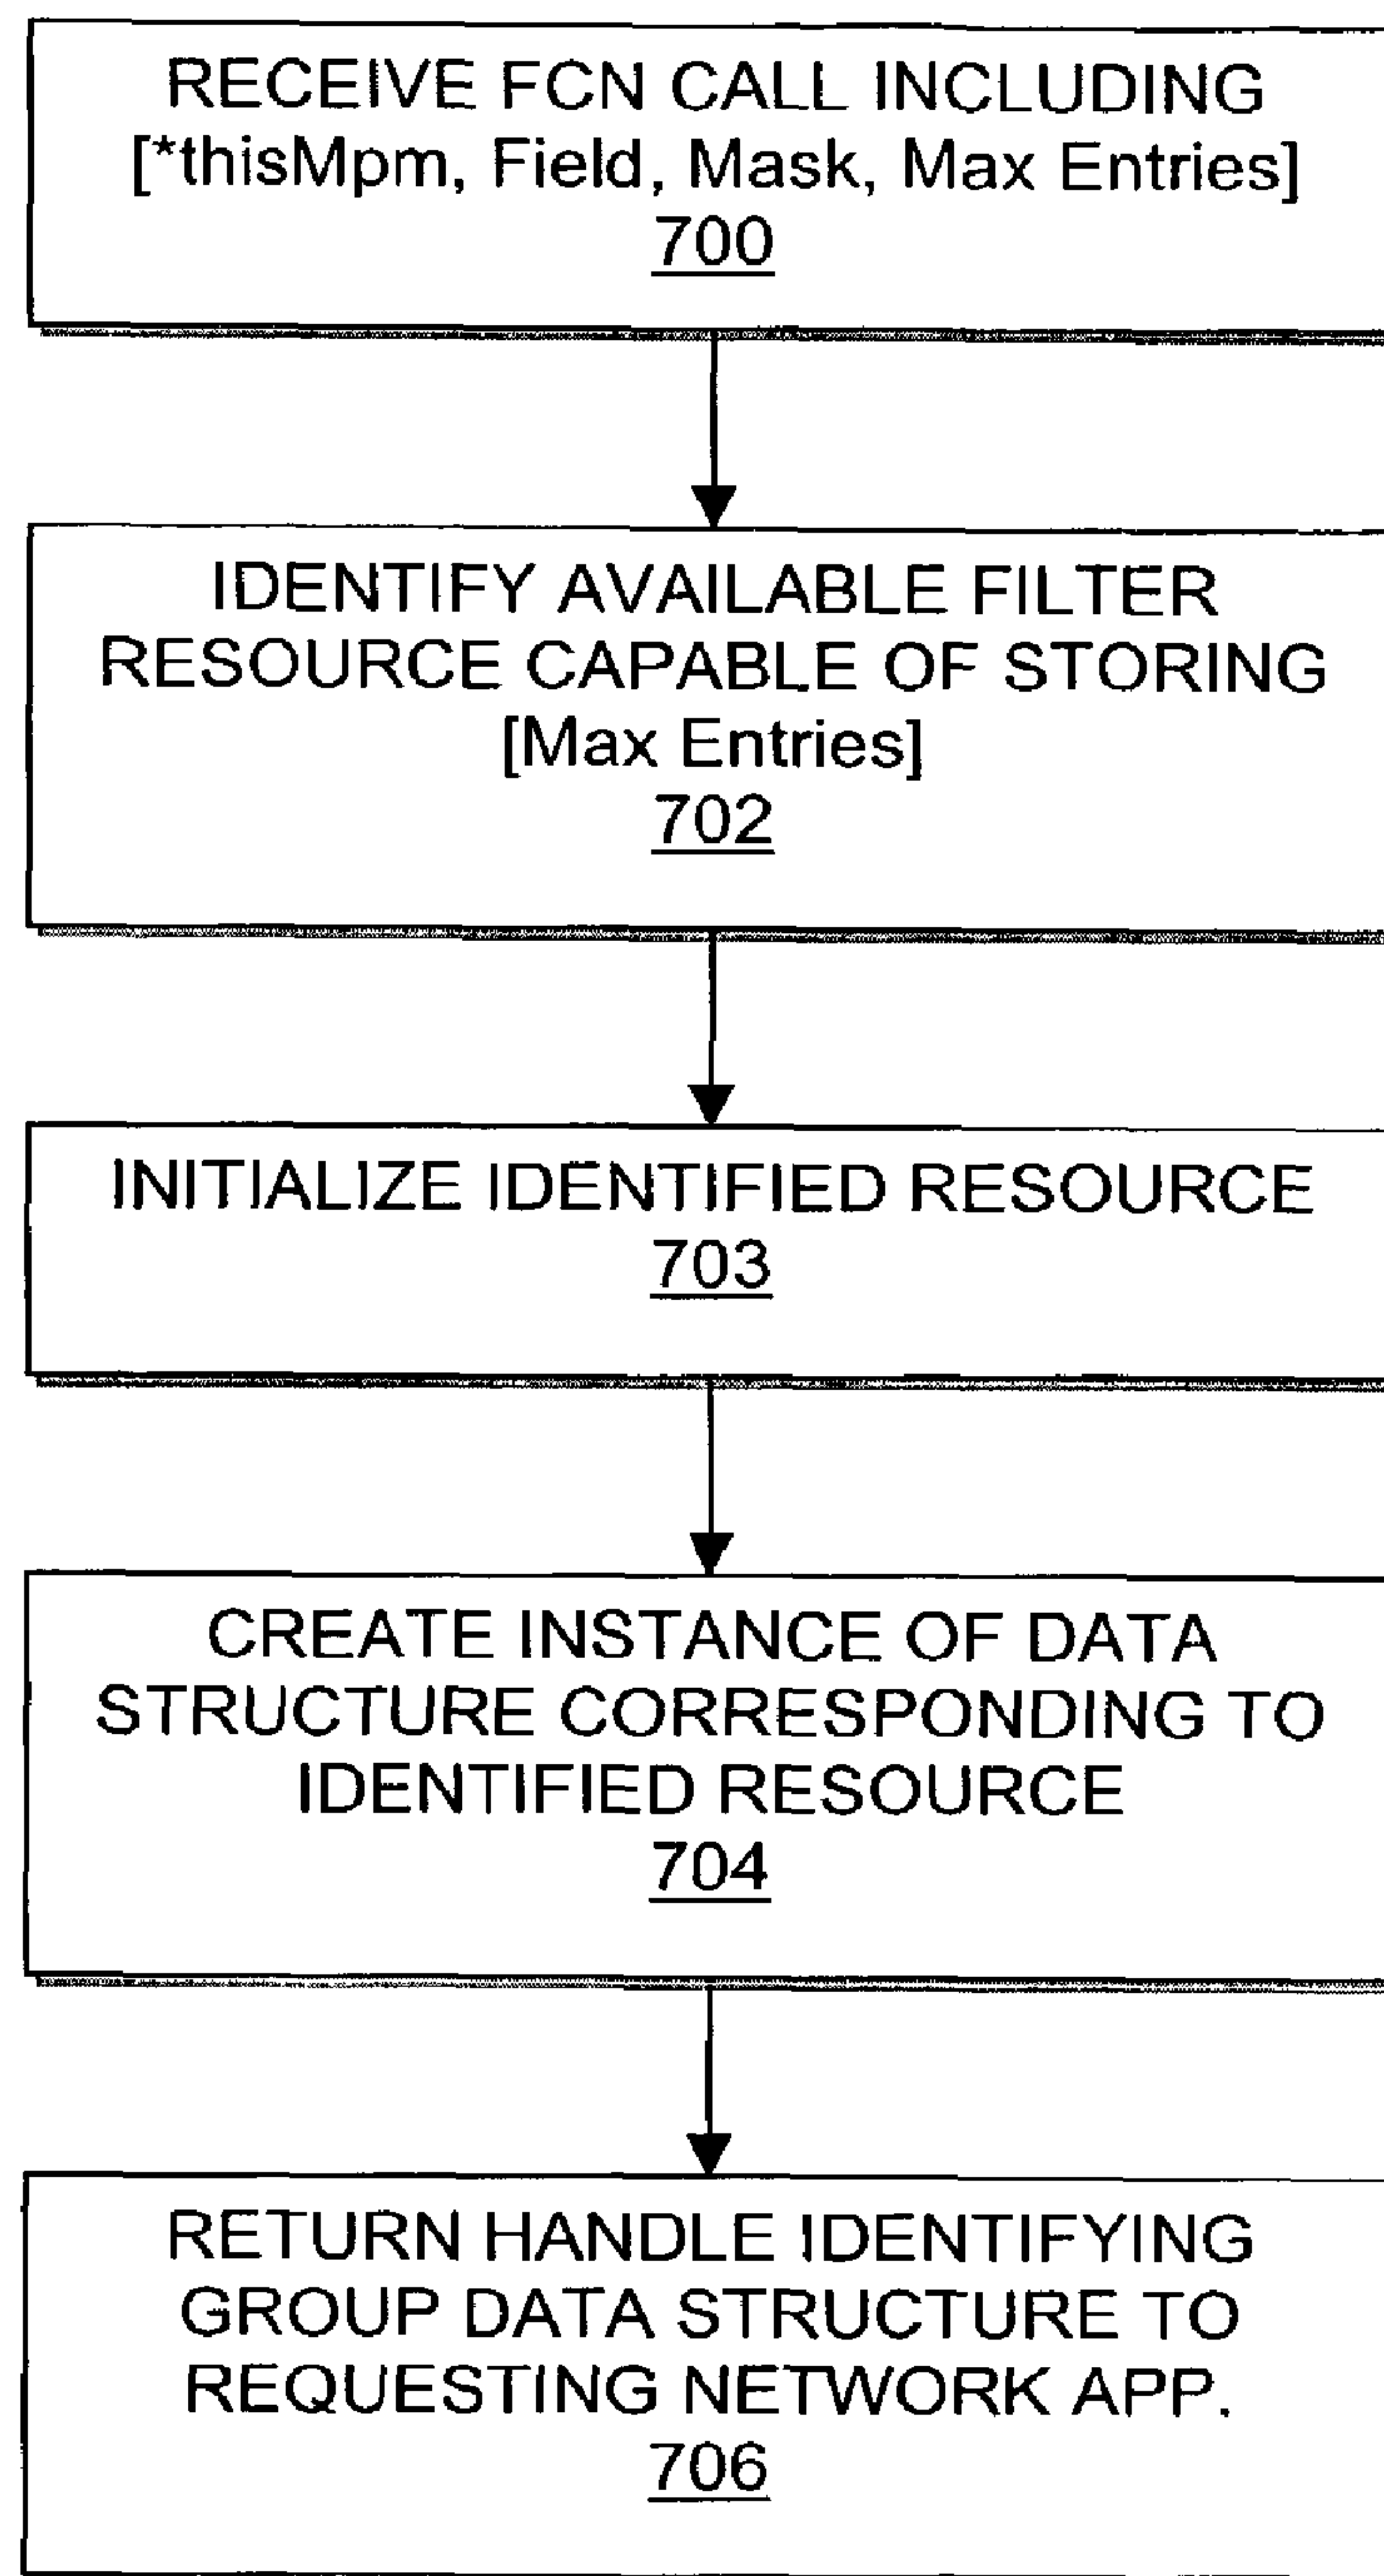 RECEIVE FCN CALL INCLUDING
[*thisMpm, Field, Mask, Max Entries]
700
IDENTIFY AVAILABLE FILTER
RESOURCE CAPABLE OF STORING
[Max Entries]
702
INITIALIZE IDENTIFIED RESOURCE
703
CREATE INSTANCE OF DATA
STRUCTURE CORRESPONDING TO
IDENTIFIED RESOURCE
704
RETURN HANDLE IDENTIFYING
GROUP DATA STRUCTURE TO
REQUESTING NETWORK APP.
706